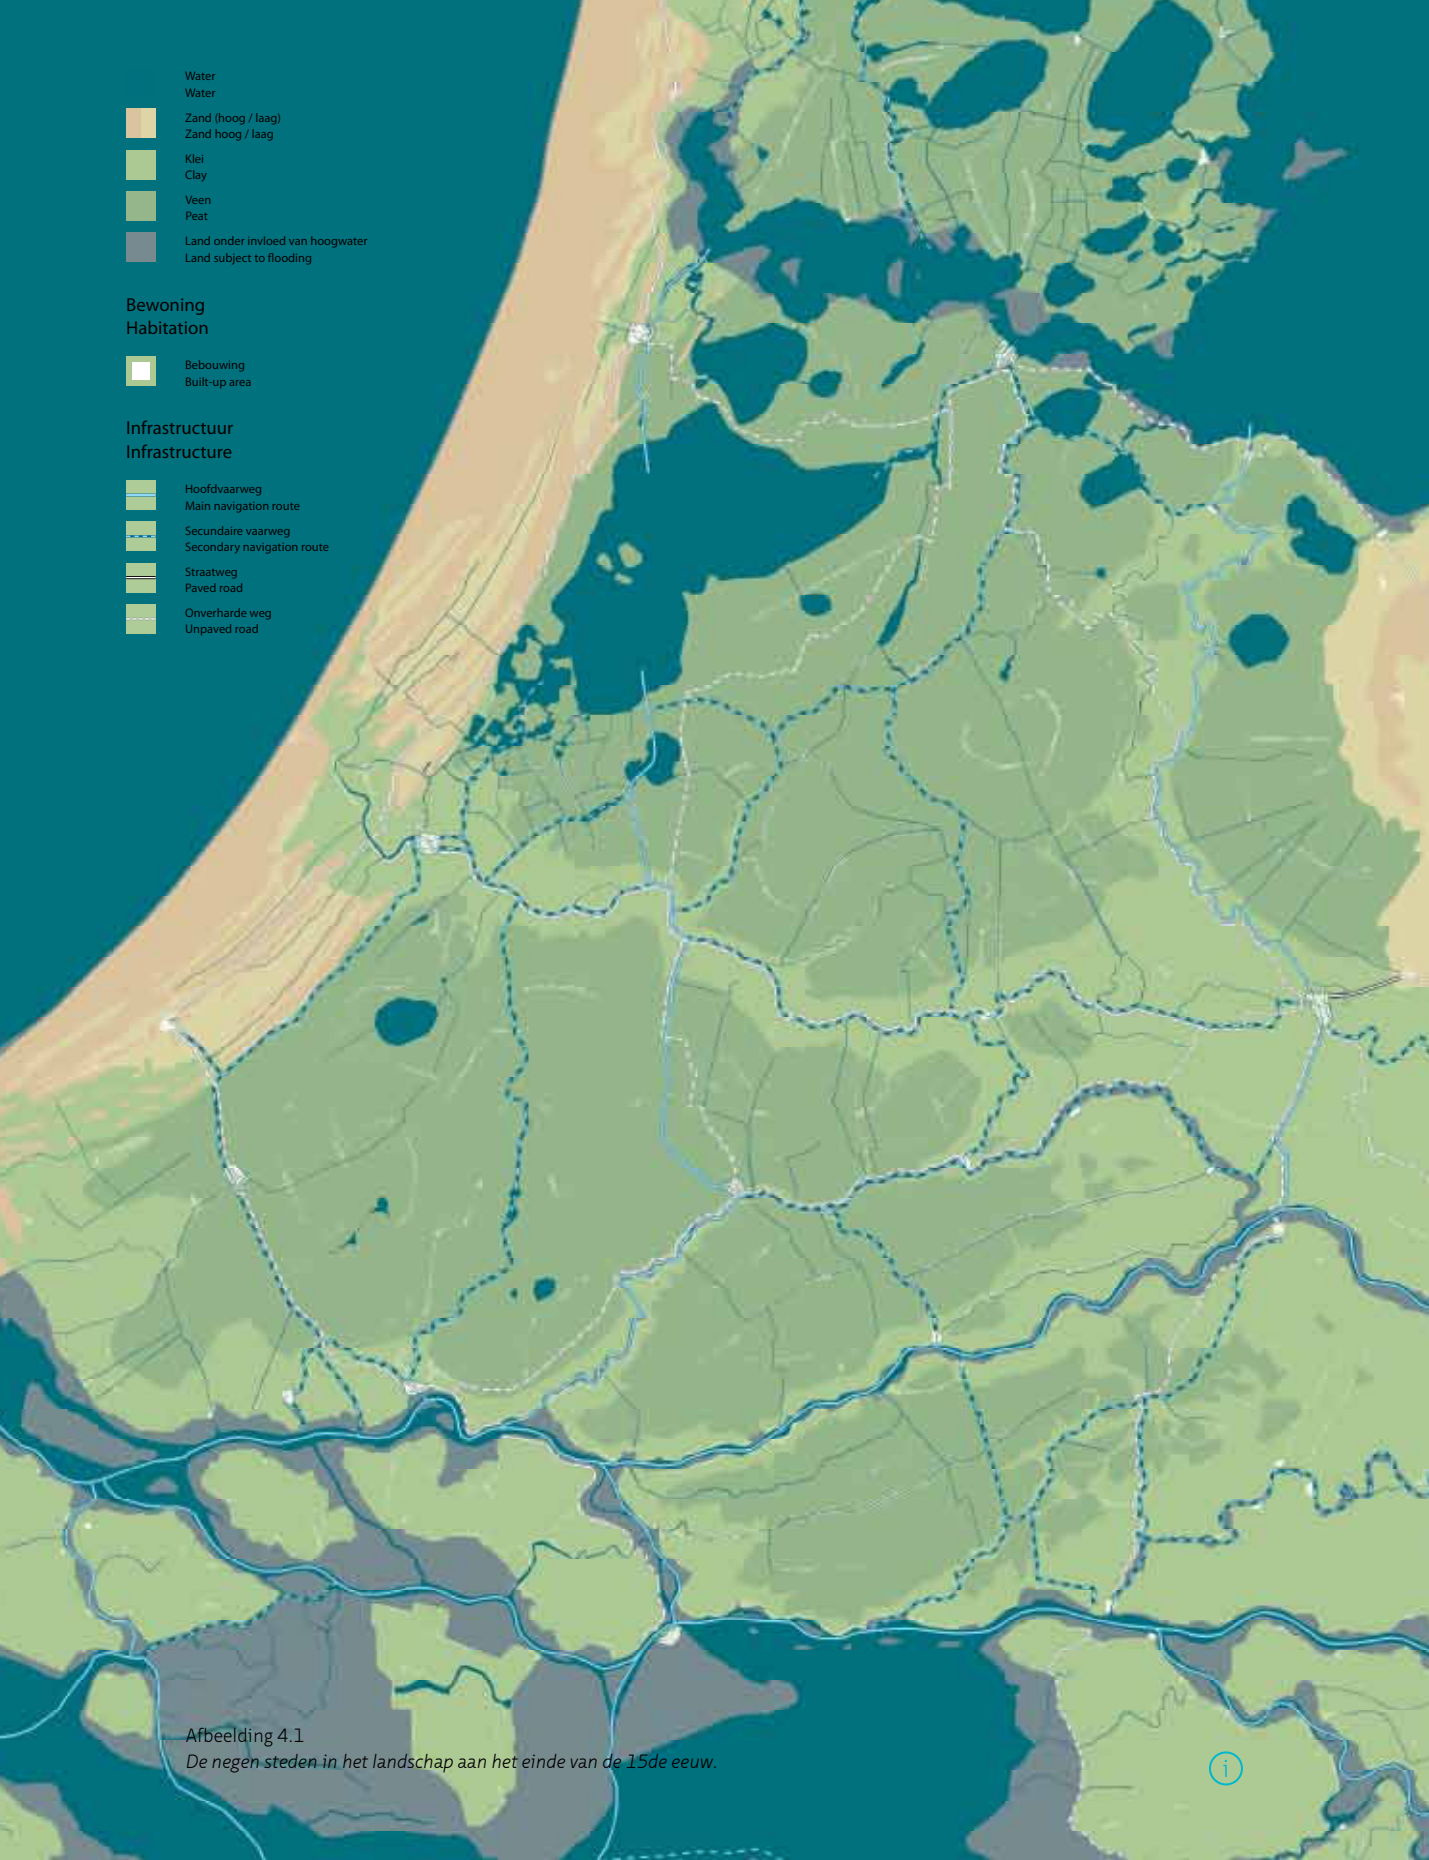 Water
Water
Zand (hoog / laag)
Zand hoog / laag
Klei
Clay
Veen
Peat
Land onder invloed van hoogwater
Land subject to flooding
Bewoning
Habitation
Bebouwing
Built-up area
Infrastructuur
Infrastructure
Hoofdvaarweg
Main navigation route
Secundaire vaarweg
Secondary navigation route
Straatweg
Paved road
Onverharde weg
Unpaved road
Afbeelding 4.1
De negen steden in het landschap aan het einde van de 15de eeuw.
i